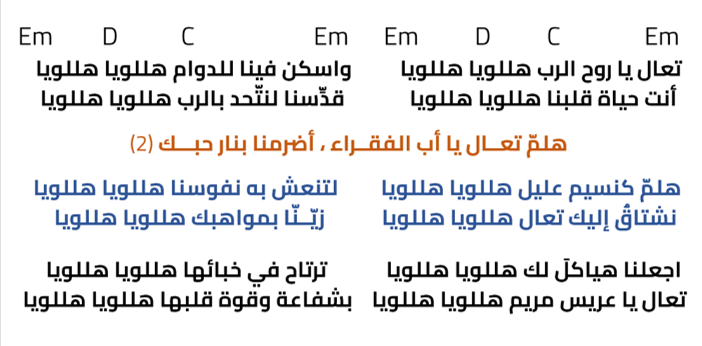 Em D C Em Em D C Em
تعال يا روح الرب هللويا هللويا واسكن فينا للدوام هللويا هللويا
أنت حياة قلبنا هللويا هللويا قدّسنا لنتّحد بالرب هللويا هللويا
هلمّ تعـال يا أب الفقـراء ، أضرمنا بنار حبـك (2)
هلمّ كنسيم عليل هللويا هللويا لتنعش به نفوسنا هللويا هللويا
نشتاقُ إليك تعال هللويا هللويا زيّـنّا بمواهبك هللويا هللويا
اجعلنا هياكلَ لك هللويا هللويا ترتاح في خبائها هللويا هللويا
تعال يا عريس مريم هللويا هللويا بشفاعة وقوة قلبها هللويا هللويا